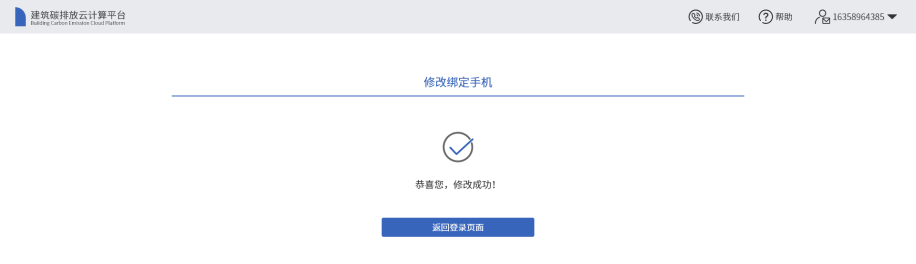 建筑碳排放云计算平台
Building Carbon Emission Cloud Platform
联系我们
帮助
16358964385
修改绑定手机
恭喜您，修改成功！
返回登录页面